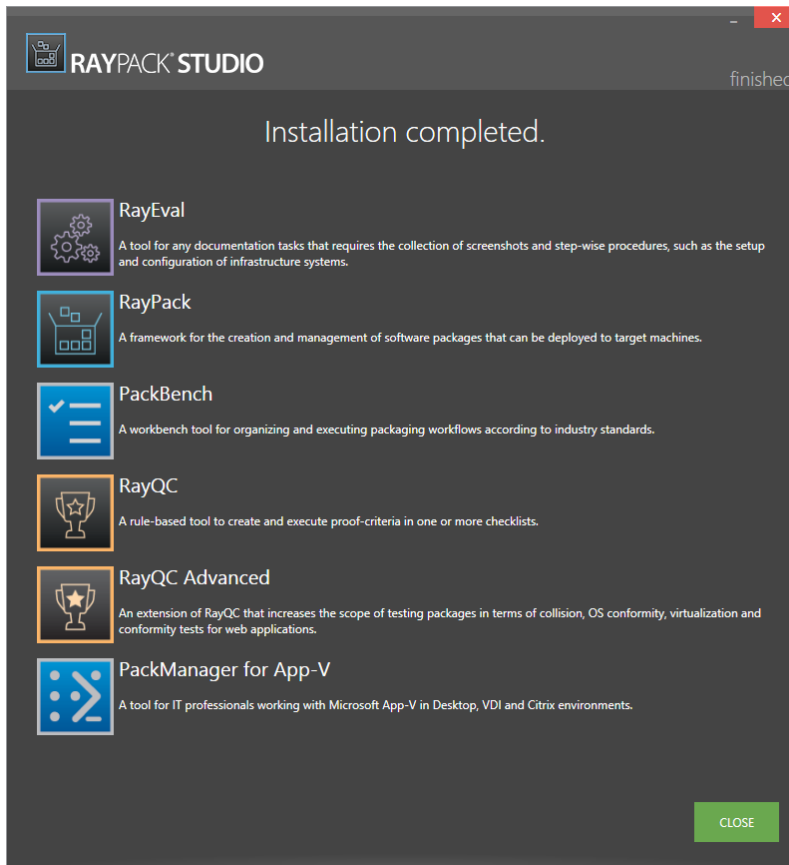 RAYPACK® STUDIO
finished
Installation completed.
RayEval
A tool for any documentation tasks that requires the collection of screenshots and step-wise procedures, such as the setup
and configuration of infrastructure systems.
RayPack
A framework for the creation and management of software packages that can be deployed to target machines.
PackBench
A workbench tool for organizing and executing packaging workflows according to industry standards.
RayQC
A rule-based tool to create and execute proof-criteria in one or more checklists.
RayQC Advanced
An extension of RayQC that increases the scope of testing packages in terms of collision, OS conformity, virtualization and
conformity tests for web applications.
PackManager for App-V
A tool for IT professionals working with Microsoft App-V in Desktop, VDI and Citrix environments.
CLOSE